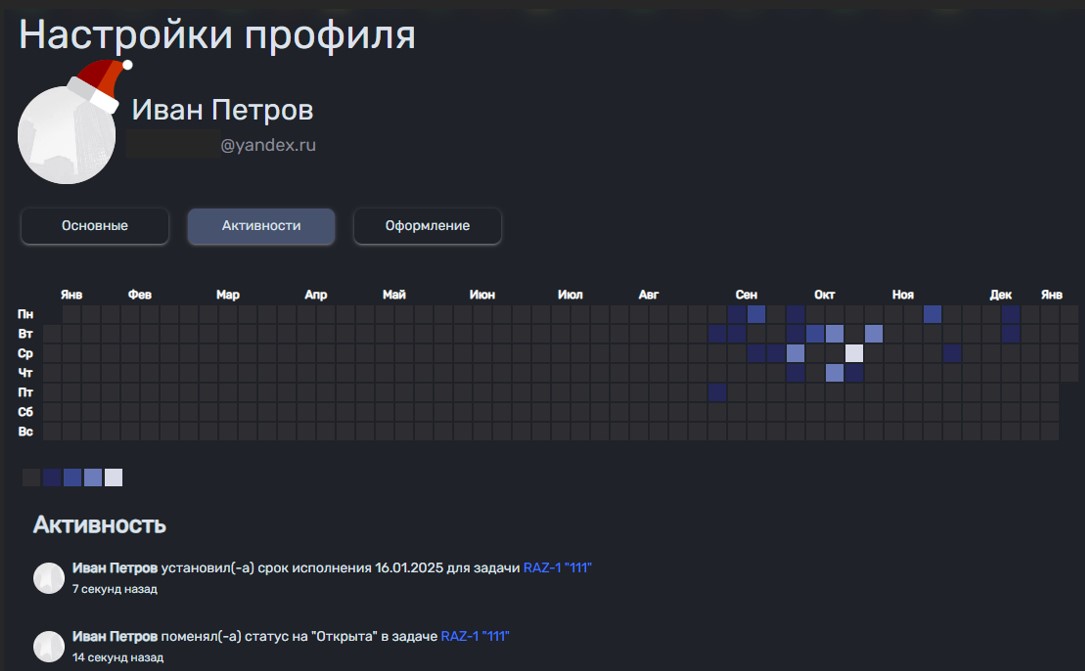 Настройки профиля
Иван Петров
@yandex.ru
Основные Активности Оформление
Янв Фев Мар Апр Май Июн Июл Авг Сен Окт Ноя Дек Янв
Пн
Вт
Ср
Чт
Пт
Сб
Вс
Активность
Иван Петров установил(-а) срок исполнения 16.01.2025 для задачи RAZ-1 "111"
7 секунд назад
Иван Петров поменял(-а) статус на "Открыта" в задаче RAZ-1 "111"
14 секунд назад